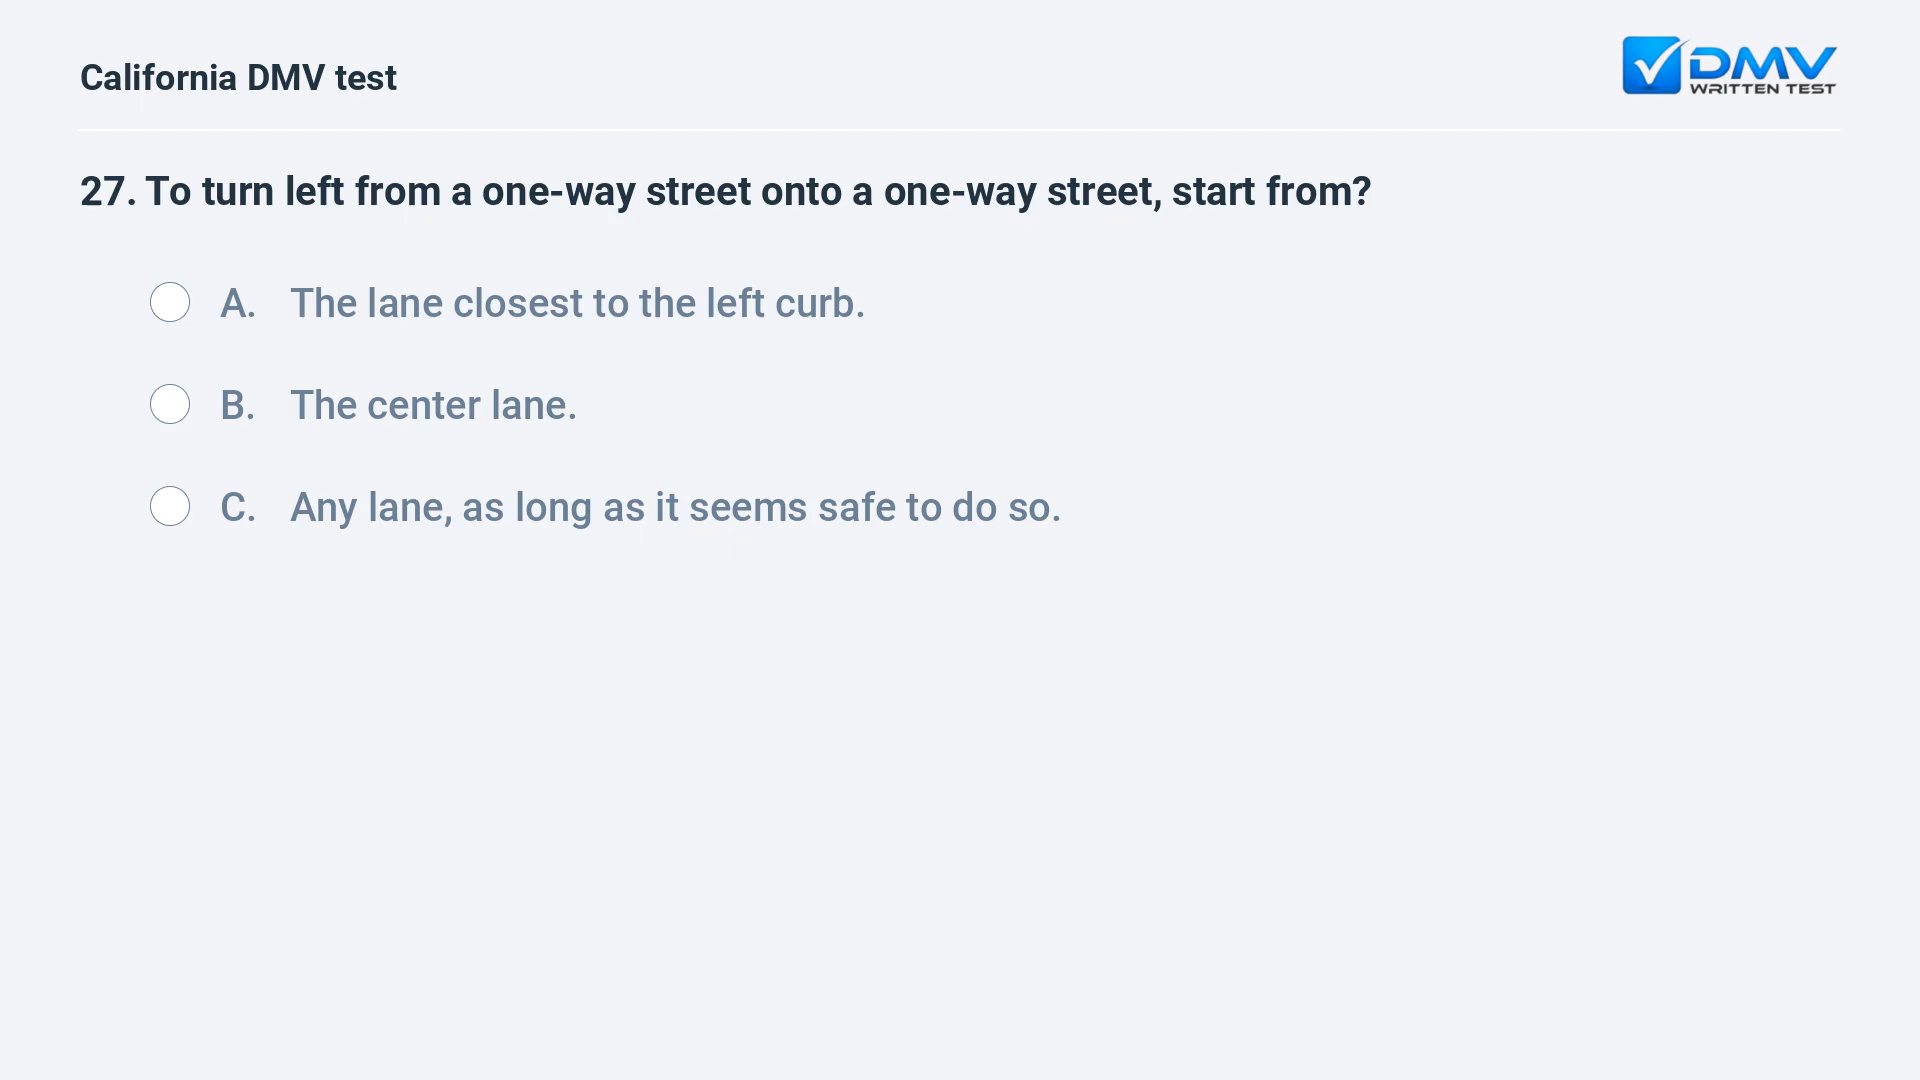 California DMV test
DMV
WRITTEN TEST
27. To turn left from a one-way street onto a one-way street, start from?
A. The lane closest to the left curb.
B. The center lane.
C. Any lane, as long as it seems safe to do so.